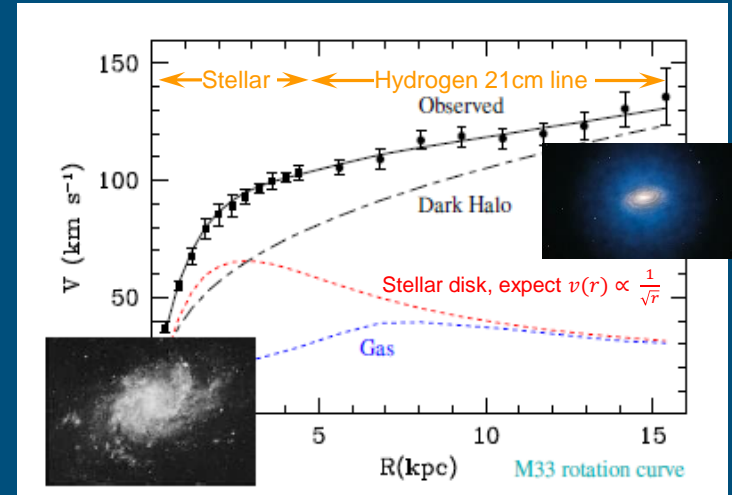 150
Stellar
Hydrogen 21cm line
Observed
100
Dark Halo
V (km s⁻¹)
Stellar disk, expect v(r) ∝ 1/√r
50
Gas
5
10
15
R(kpc)
M33 rotation curve